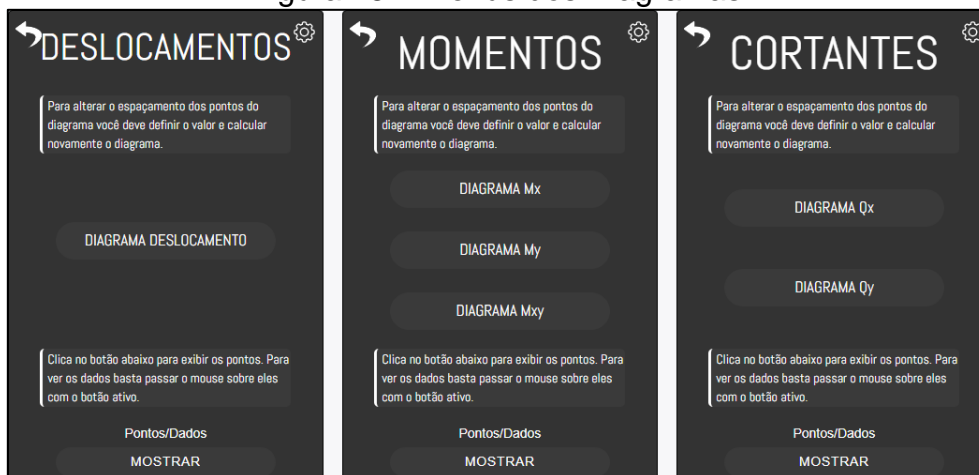 DESLOCAMENTOS
Para alterar o espaçamento dos pontos do
diagrama você deve definir o valor e calcular
novamente o diagrama.
DIAGRAMA DESLOCAMENTO
Clica no botão abaixo para exibir os pontos. Para
ver os dados basta passar o mouse sobre eles
com o botão ativo.
Pontos/Dados
MOSTRAR
MOMENTOS
Para alterar o espaçamento dos pontos do
diagrama você deve definir o valor e calcular
novamente o diagrama.
DIAGRAMA Mx
DIAGRAMA My
DIAGRAMA Mxy
Clica no botão abaixo para exibir os pontos. Para
ver os dados basta passar o mouse sobre eles
com o botão ativo.
Pontos/Dados
MOSTRAR
CORTANTES
Para alterar o espaçamento dos pontos do
diagrama você deve definir o valor e calcular
novamente o diagrama.
DIAGRAMA Qx
DIAGRAMA Qy
Clica no botão abaixo para exibir os pontos. Para
ver os dados basta passar o mouse sobre eles
com o botão ativo.
Pontos/Dados
MOSTRAR